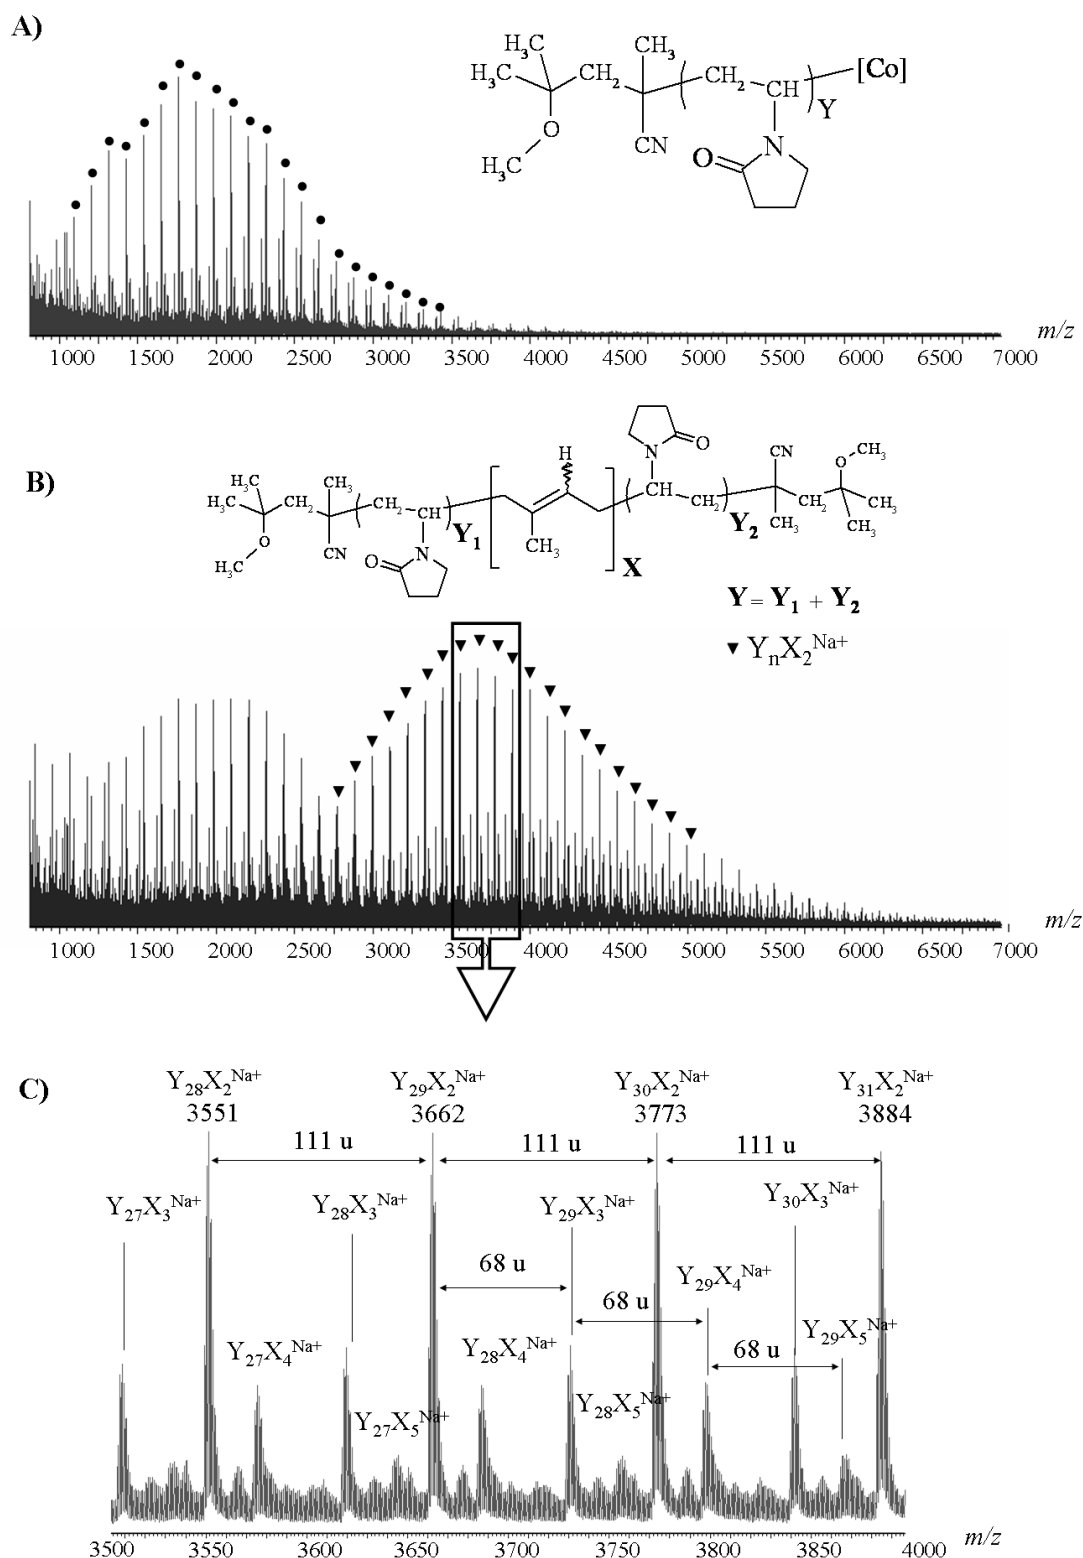 A)
H₃C
CH₃
H₃C
CH₂
CH₂
[Co]
CH
Y
O
CN
N
H₃C
O
1000 1500 2000 2500 3000 3500 4000 4500 5000 5500 6000 6500 7000
m/z
B)
O
N
H
CN
O
CH₃
H₃C
CH₃
H₃C
CH₂
CH₂
CH
Y₁
CH
CH₂
Y₂
CH₂
CH₃
CH₃
CH₃
O
CN
N
O
CH₃
X
H₃C
Y = Y₁ + Y₂
▼ YₙX₂ᴺᵃ⁺
1000 1500 2000 2500 3000 3500 4000 4500 5000 5500 6000 6500 7000
m/z
C)
Y₂₈X₂ᴺᵃ⁺ Y₂₉X₂ᴺᵃ⁺ Y₃₀X₂ᴺᵃ⁺ Y₃₁X₂ᴺᵃ⁺
3551 3662 3773 3884
111 u 111 u 111 u
Y₂₇X₃ᴺᵃ⁺ Y₂₈X₃ᴺᵃ⁺ Y₂₉X₃ᴺᵃ⁺ Y₃₀X₃ᴺᵃ⁺
68 u
Y₂₉X₄ᴺᵃ⁺
68 u
Y₂₉X₅ᴺᵃ⁺
Y₂₇X₄ᴺᵃ⁺ Y₂₈X₄ᴺᵃ⁺
68 u
Y₂₇X₅ᴺᵃ⁺ Y₂₈X₅ᴺᵃ⁺
3500 3550 3600 3650 3700 3750 3800 3850 4000
m/z